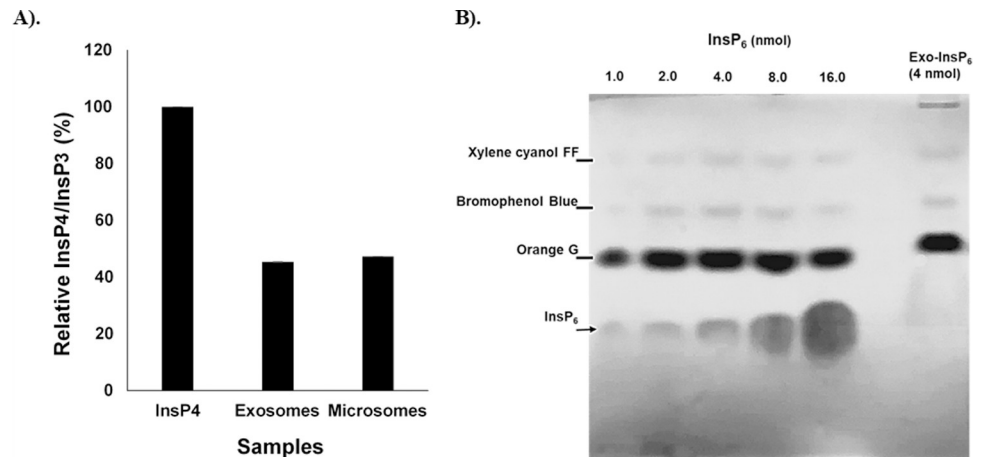 A).
120
100
80
60
40
20
0
Relative InsP4/InsP3 (%)
InsP4 Exosomes Microsomes
Samples
B).
InsP₆ (nmol)
1.0 2.0 4.0 8.0 16.0
Exo-InsP₆
(4 nmol)
Xylene cyanol FF
Bromophenol Blue
Orange G
InsP₆